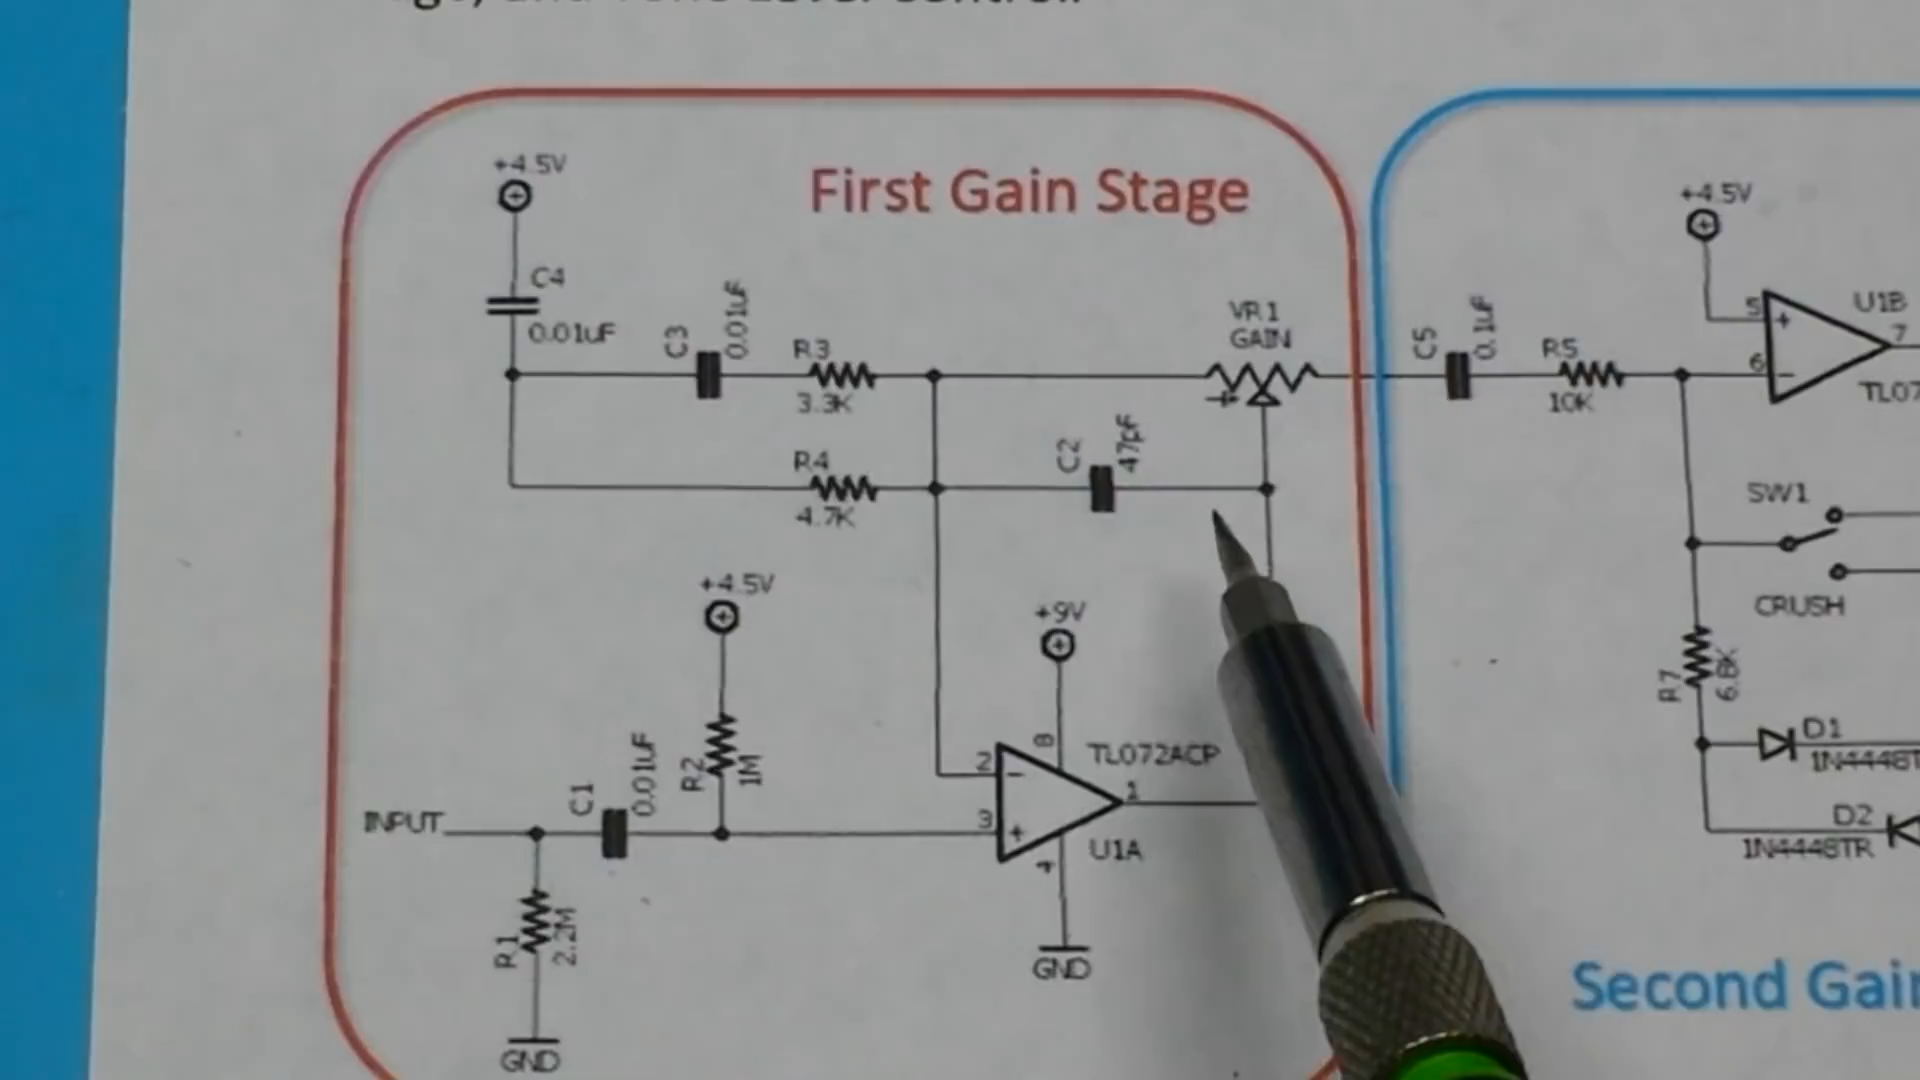 First Gain Stage
+4.5V
C4
0.01uF
C3
0.01uF
R3
3.3K
R4
4.7K
C2
47pF
VR1
GAIN
+4.5V
R2
1M
+9V
8
TL072ACP
2
-
3
+
1
U1A
4
GND
INPUT
C1
0.01uF
R1
2.2M
GND
C5
0.1uF
R5
10K
+4.5V
5
+
6
-
U1B
7
TL07
SW1
CRUSH
R7
6.8K
D1
1N4448T
D2
1N4448TR
Second Gain